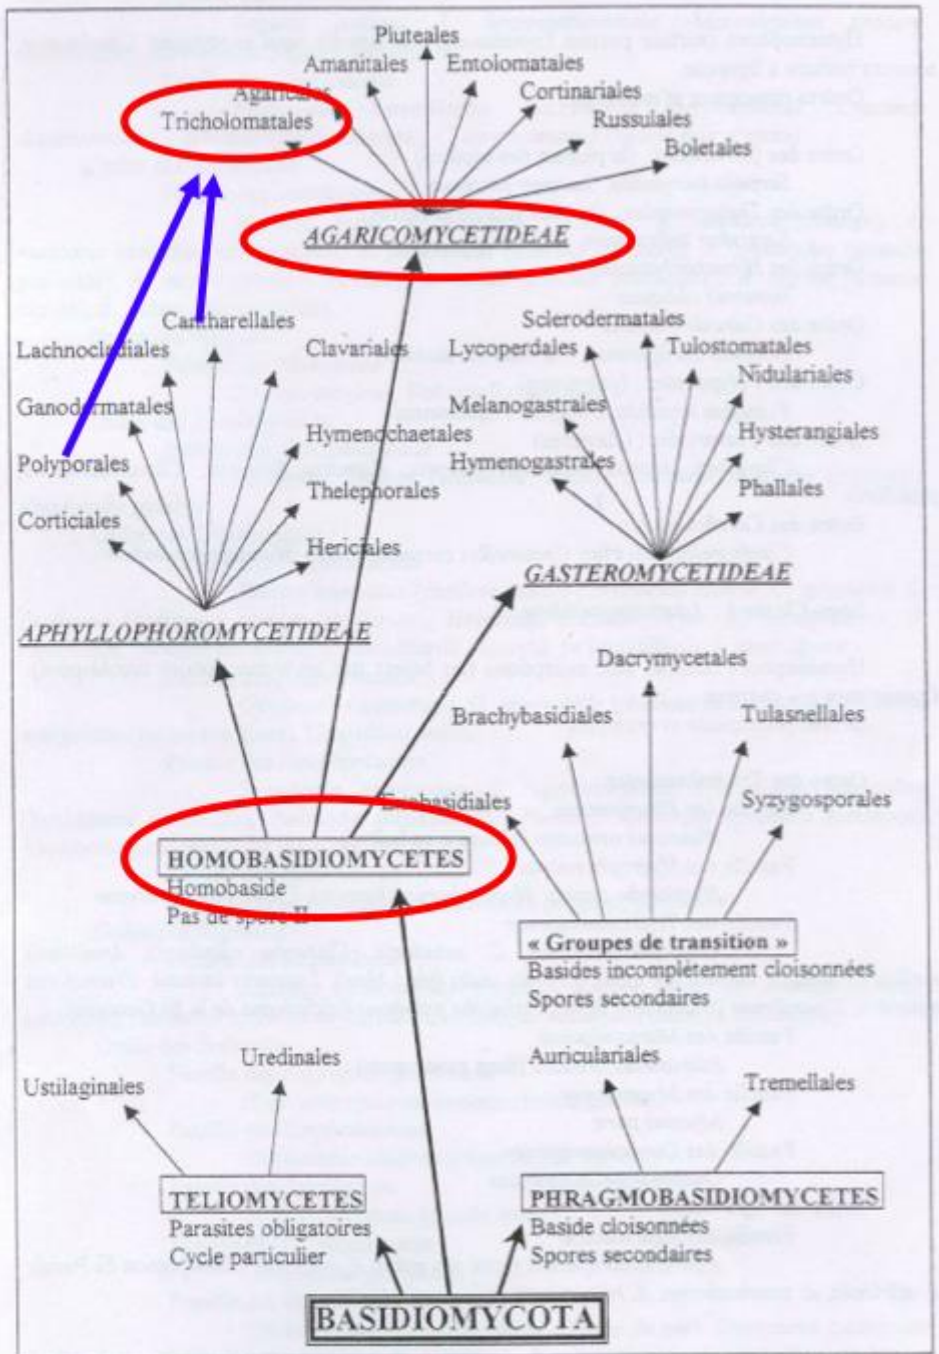 Pluteales
Amanitales
Entolomatales
Agaricales
Cortinariales
Tricholomatales
Russulales
Boletales
AGARICOMYCETIDEAE
Cantharellales
Lachnocladiales
Clavariales
Ganodermatales
Hymenochaetales
Polyporales
Thelephorales
Corticiales
Hericiales
APHYLLOPHOROMYCETIDEAE
Sclerodermatales
Lycoperdales
Tulostomatales
Nidulariales
Melanogastrales
Hysterangiales
Hymenogastrales
Phallales
GASTEROMYCETIDEAE
Dacrymycetales
Brachybasidiales
Tulasnellales
Exobasidiales
Syzygosporales
HOMOBASIDIOMYCETES
Homobaside
Pas de spore II
« Groupes de transition »
Basides incomplètement cloisonnées
Spores secondaires
Uredinales
Ustilaginales
Auriculariales
Tremellales
TELIOMYCETES
Parasites obligatoires
Cycle particulier
PHRAGMOBASIDIOMYCETES
Baside cloisonnées
Spores secondaires
BASIDIOMYCOTA